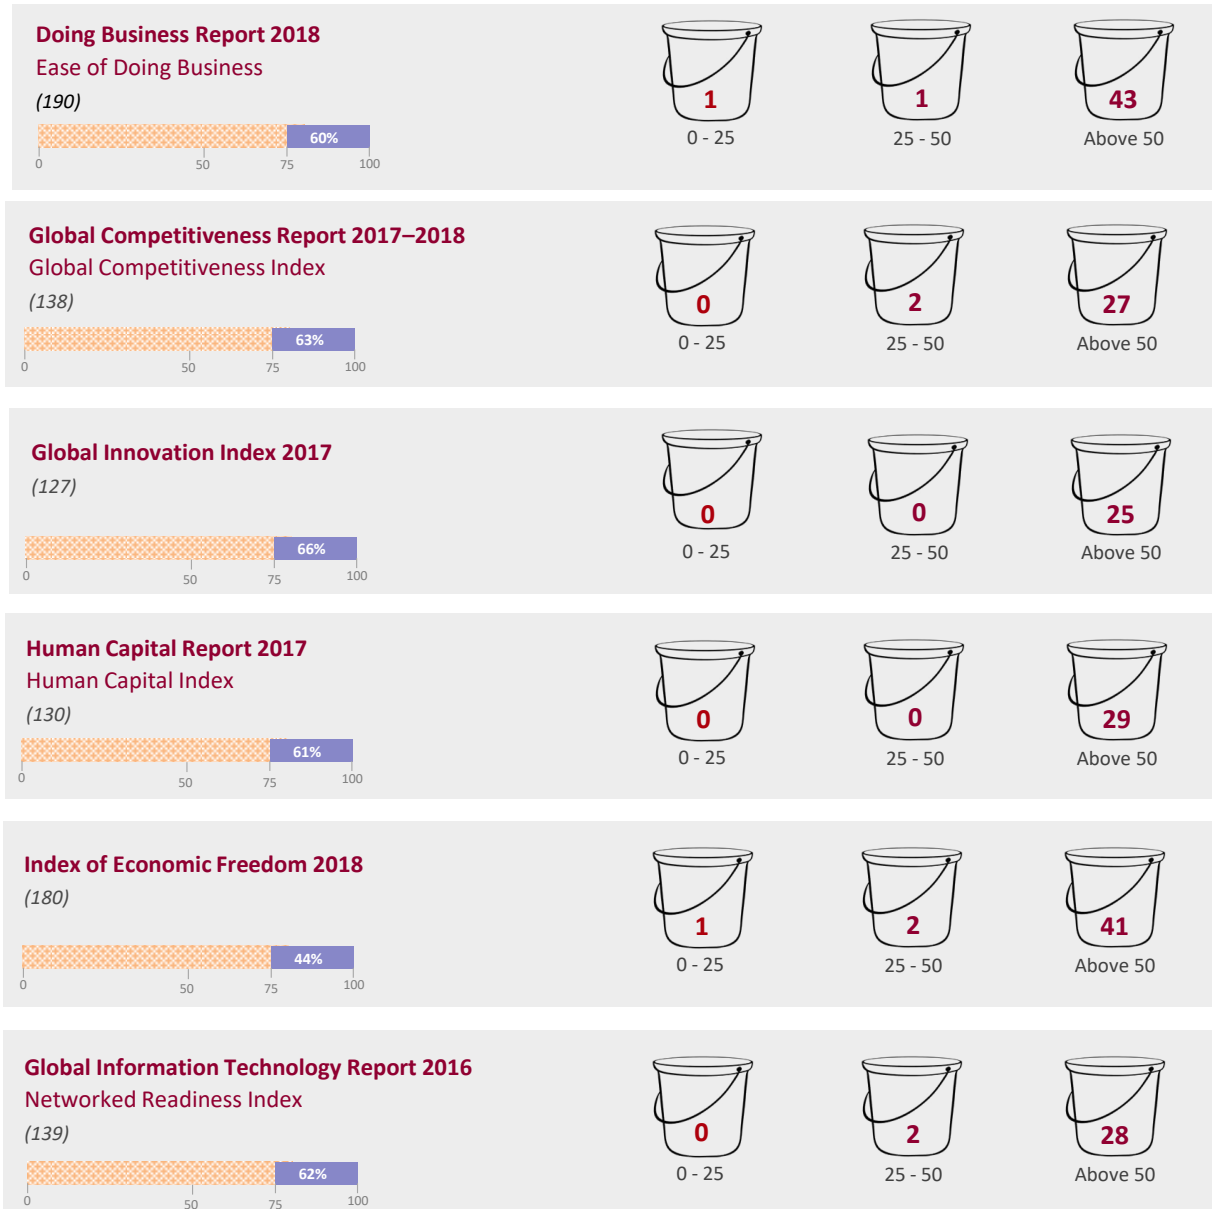 Doing Business Report 2018
Ease of Doing Business
(190)
60%
0 50 75 100
1 1 43
0 - 25 25 - 50 Above 50
Global Competitiveness Report 2017–2018
Global Competitiveness Index
(138)
63%
0 50 75 100
0 2 27
0 - 25 25 - 50 Above 50
Global Innovation Index 2017
(127)
66%
0 50 75 100
0 0 25
0 - 25 25 - 50 Above 50
Human Capital Report 2017
Human Capital Index
(130)
61%
0 50 75 100
0 0 29
0 - 25 25 - 50 Above 50
Index of Economic Freedom 2018
(180)
44%
0 50 75 100
1 2 41
0 - 25 25 - 50 Above 50
Global Information Technology Report 2016
Networked Readiness Index
(139)
62%
0 50 75 100
0 2 28
0 - 25 25 - 50 Above 50